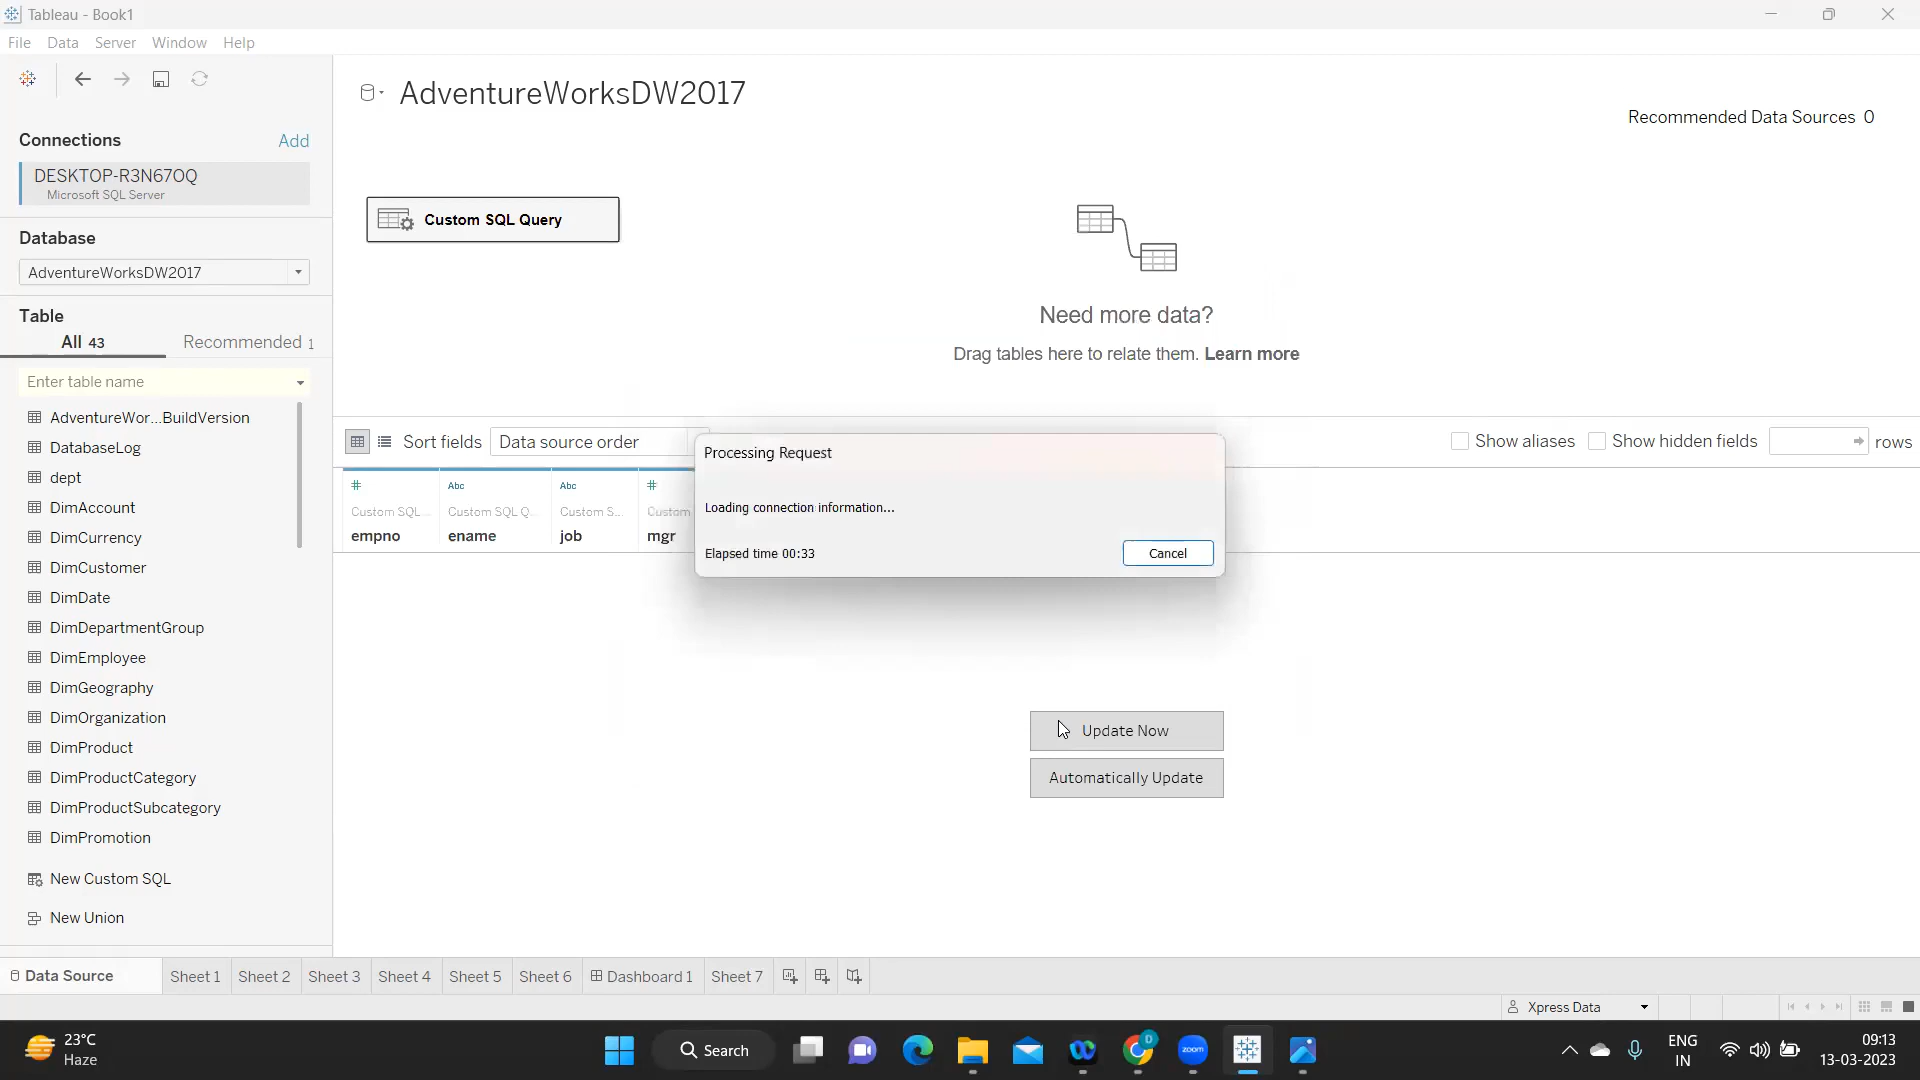 Tableau - Book1
File Data Server Window Help
Connections Add
DESKTOP-R3N67OQ
Microsoft SQL Server
Database
AdventureWorksDW2017
Table
All 43 Recommended 1
Enter table name
AdventureWor...BuildVersion
DatabaseLog
dept
DimAccount
DimCurrency
DimCustomer
DimDate
DimDepartmentGroup
DimEmployee
DimGeography
DimOrganization
DimProduct
DimProductCategory
DimProductSubcategory
DimPromotion
New Custom SQL
New Union
AdventureWorksDW2017
Recommended Data Sources 0
Custom SQL Query
Need more data?
Drag tables here to relate them. Learn more
Sort fields Data source order Show aliases Show hidden fields rows
# Abc Abc #
Custom SQL... Custom SQL Q... Custom S... Custom
empno ename job mgr
Processing Request
Loading connection information...
Elapsed time 00:33 Cancel
Update Now
Automatically Update
Data Source Sheet 1 Sheet 2 Sheet 3 Sheet 4 Sheet 5 Sheet 6 Dashboard 1 Sheet 7
Xpress Data
23°C
Haze
Search
D
zoom
ENG
IN
09:13
13-03-2023